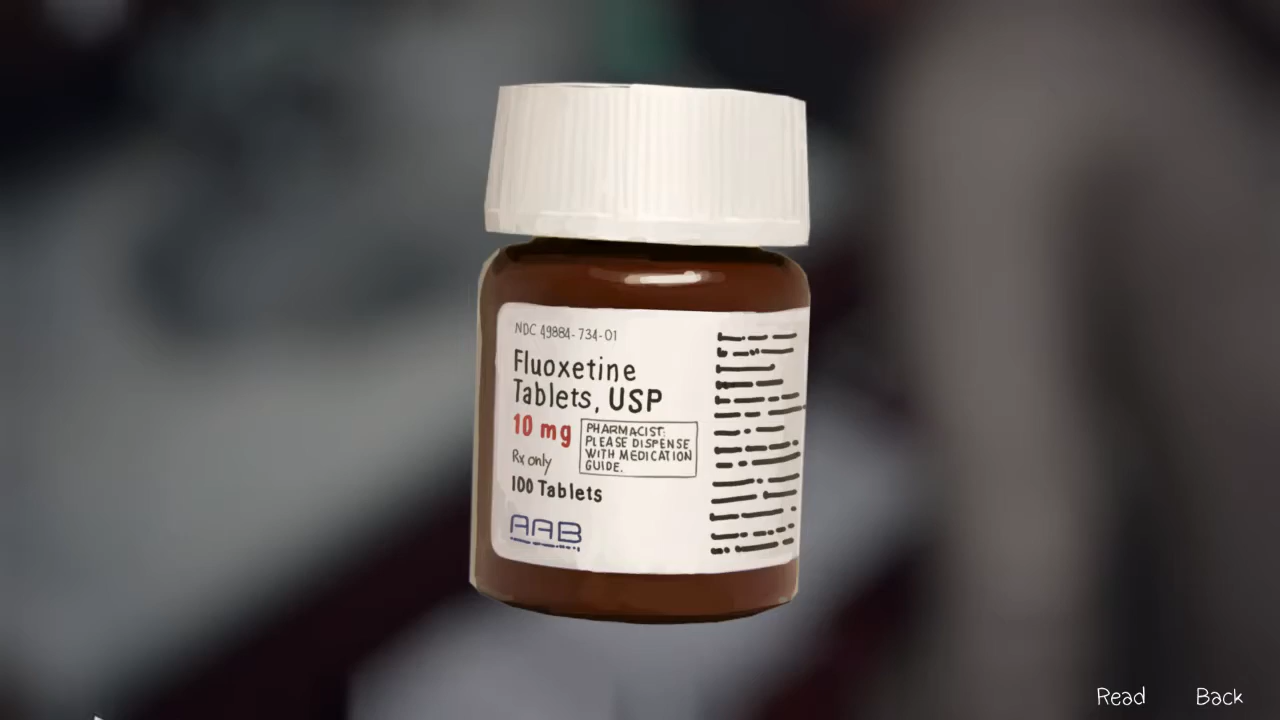 NDC 49884-734-01
Fluoxetine
Tablets, USP
10 mg
PHARMACIST:
PLEASE DISPENSE
WITH MEDICATION
GUIDE.
Rx only
100 Tablets
AAB
Read
Back